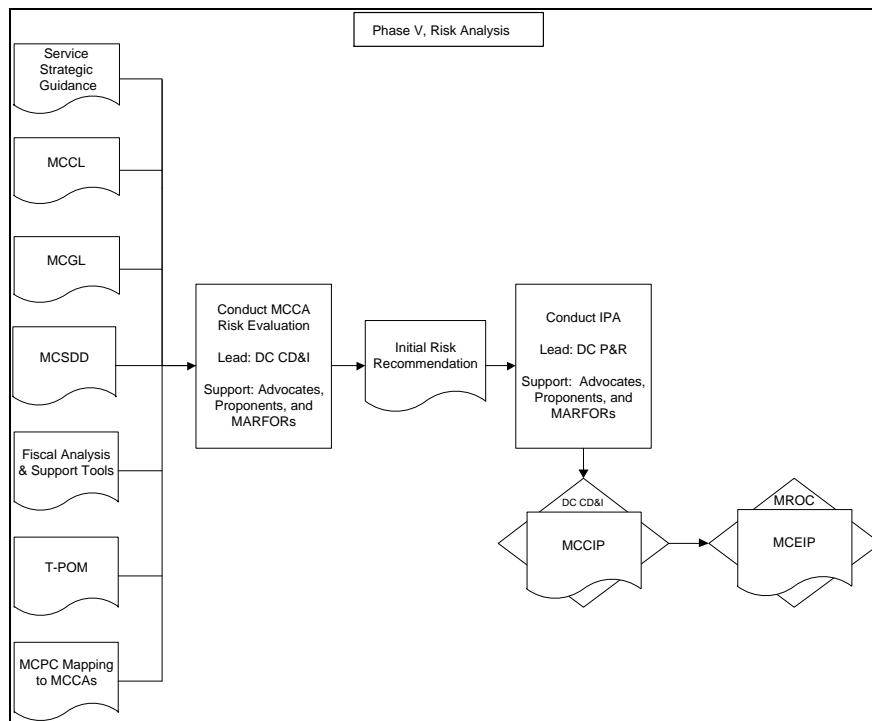 Phase V, Risk Analysis
Service
Strategic
Guidance
MCCL
MCGL
MCSDD
Fiscal Analysis
& Support Tools
T-POM
MCPC Mapping
to MCCAs
Conduct MCCA
Risk Evaluation
Lead: DC CD&I
Support: Advocates,
Proponents, and
MARFORs
Initial Risk
Recommendation
Conduct IPA
Lead: DC P&R
Support: Advocates,
Proponents, and
MARFORs
DC CD&I
MCCIP
MROC
MCEIP